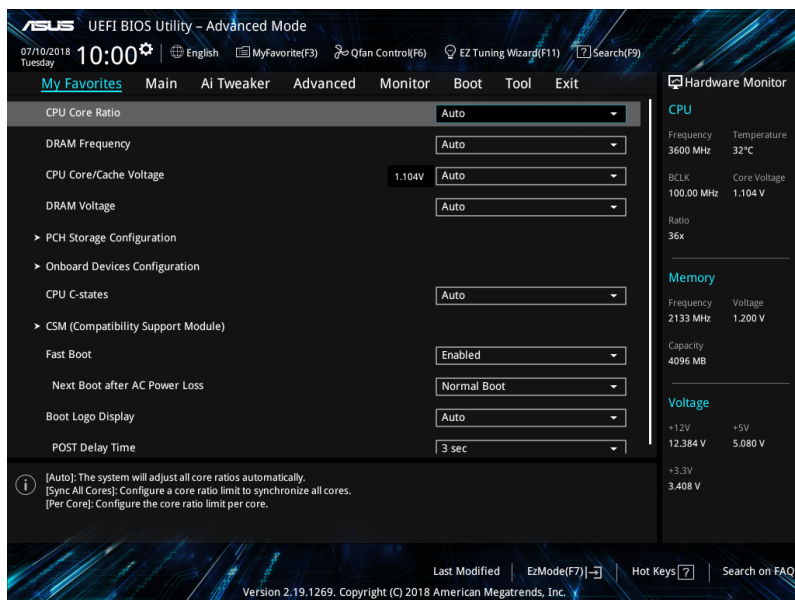 ASUS UEFI BIOS Utility – Advanced Mode
07/10/2018 Tuesday 10:00 English MyFavorite(F3) Qfan Control(F6) EZ Tuning Wizard(F11) ? Search(F9)
My Favorites Main Ai Tweaker Advanced Monitor Boot Tool Exit
CPU Core Ratio Auto
DRAM Frequency Auto
CPU Core/Cache Voltage 1.104V Auto
DRAM Voltage Auto
PCH Storage Configuration
Onboard Devices Configuration
CPU C-states Auto
CSM (Compatibility Support Module)
Fast Boot Enabled
Next Boot after AC Power Loss Normal Boot
Boot Logo Display Auto
POST Delay Time 3 sec
[Auto]: The system will adjust all core ratios automatically.
[Sync All Cores]: Configure a core ratio limit to synchronize all cores.
[Per Core]: Configure the core ratio limit per core.
Hardware Monitor
CPU
Frequency Temperature
3600 MHz 32°C
BCLK Core Voltage
100.00 MHz 1.104 V
Ratio
36x
Memory
Frequency Voltage
2133 MHz 1.200 V
Capacity
4096 MB
Voltage
+12V +5V
12.384 V 5.080 V
+3.3V
3.408 V
Last Modified EzMode(F7) Hot Keys ? Search on FAQ
Version 2.19.1269. Copyright (C) 2018 American Megatrends, Inc.